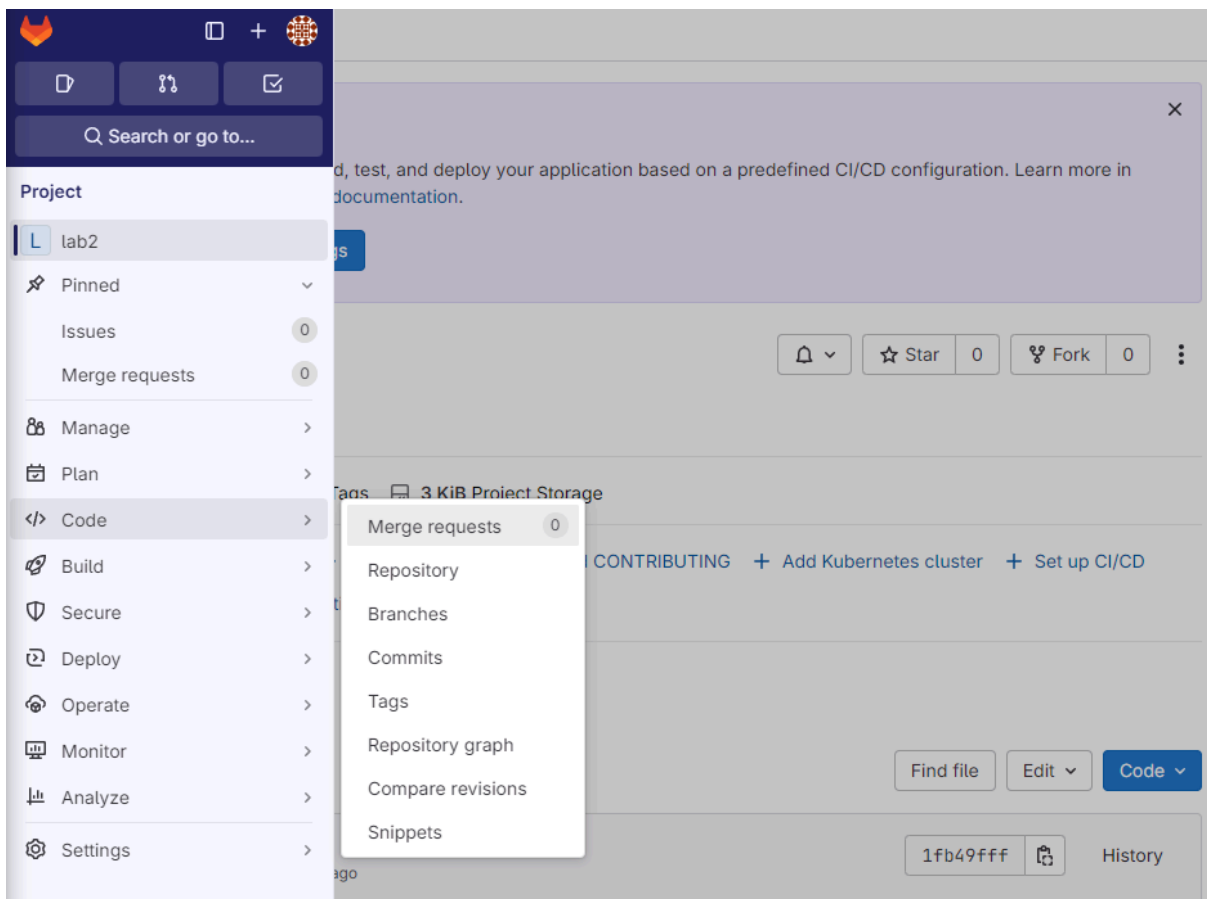 Search or go to...
Project
L lab2
Pinned
Issues 0
Merge requests 0
Manage
Plan
Code
Build
Secure
Deploy
Operate
Monitor
Analyze
Settings
Merge requests 0
Repository
Branches
Commits
Tags
Repository graph
Compare revisions
Snippets
test, and deploy your application based on a predefined CI/CD configuration. Learn more in
documentation.
Star 0 Fork 0
Tags 3 KiB Project Storage
CONTRIBUTING + Add Kubernetes cluster + Set up CI/CD
Find file Edit Code
1fb49fff History
ago